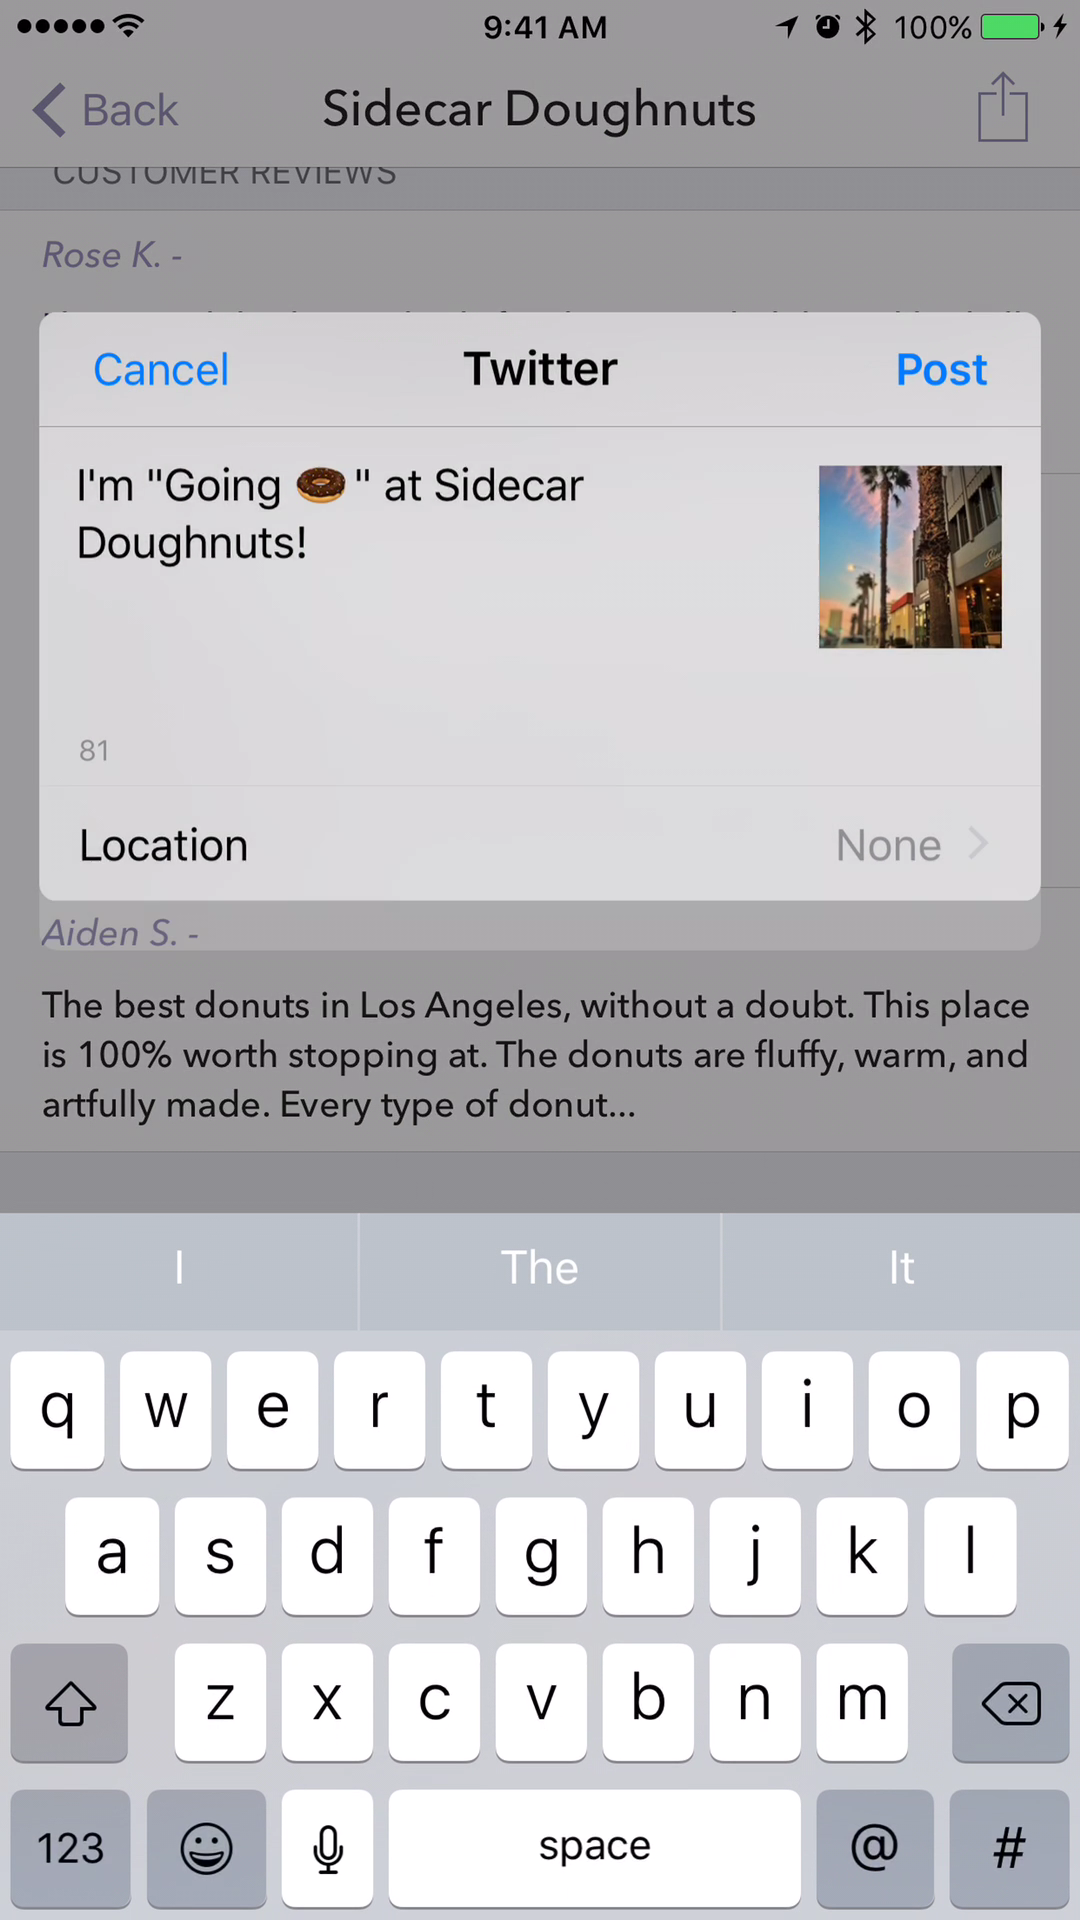 9:41 AM
100%
Back
Sidecar Doughnuts
CUSTOMER REVIEWS
Rose K. -
Cancel
Twitter
Post
I'm "Going 🍩 " at Sidecar
Doughnuts!
81
Location
None
Aiden S. -
The best donuts in Los Angeles, without a doubt. This place
is 100% worth stopping at. The donuts are fluffy, warm, and
artfully made. Every type of donut...
I The It
q w e r t y u i o p
a s d f g h j k l
z x c v b n m
123 space @ #